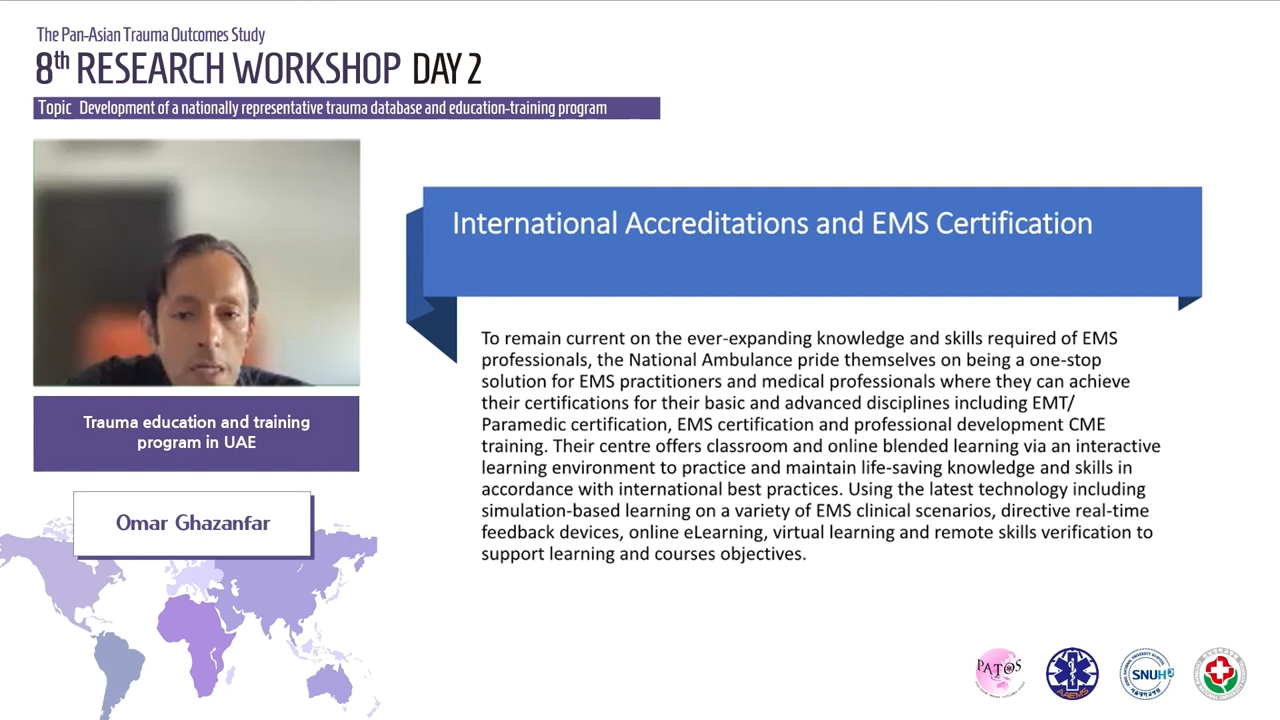 The Pan-Asian Trauma Outcomes Study
8th RESEARCH WORKSHOP DAY 2
Topic Development of a nationally representative trauma database and education-training program
International Accreditations and EMS Certification
To remain current on the ever-expanding knowledge and skills required of EMS
professionals, the National Ambulance pride themselves on being a one-stop
solution for EMS practitioners and medical professionals where they can achieve
their certifications for their basic and advanced disciplines including EMT/
Paramedic certification, EMS certification and professional development CME
training. Their centre offers classroom and online blended learning via an interactive
learning environment to practice and maintain life-saving knowledge and skills in
accordance with international best practices. Using the latest technology including
simulation-based learning on a variety of EMS clinical scenarios, directive real-time
feedback devices, online eLearning, virtual learning and remote skills verification to
support learning and courses objectives.
Trauma education and training
program in UAE
Omar Ghazanfar
PATOS
AAEMS
SNUH